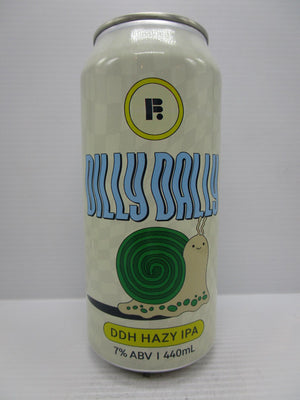 F.
DILLY DALLY
DDH HAZY IPA
7% ABV | 440mL